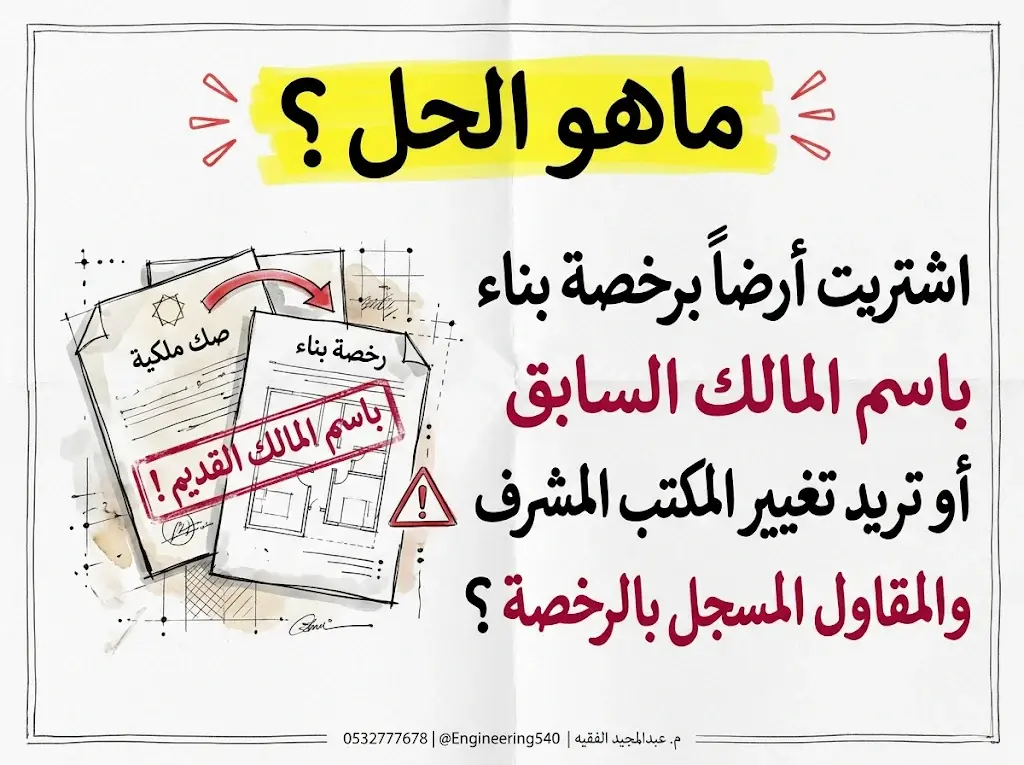 ماهو الحل ؟
اشتريت أرضاً برخصة بناء
باسم المالك السابق
أو تريد تغيير المكتب المشرف
والمقاول المسجل بالرخصة ؟
صك ملكية
رخصة بناء
باسم المالك القديم !
م. عبدالمجيد الفقيه | @Engineering540 | 0532777678